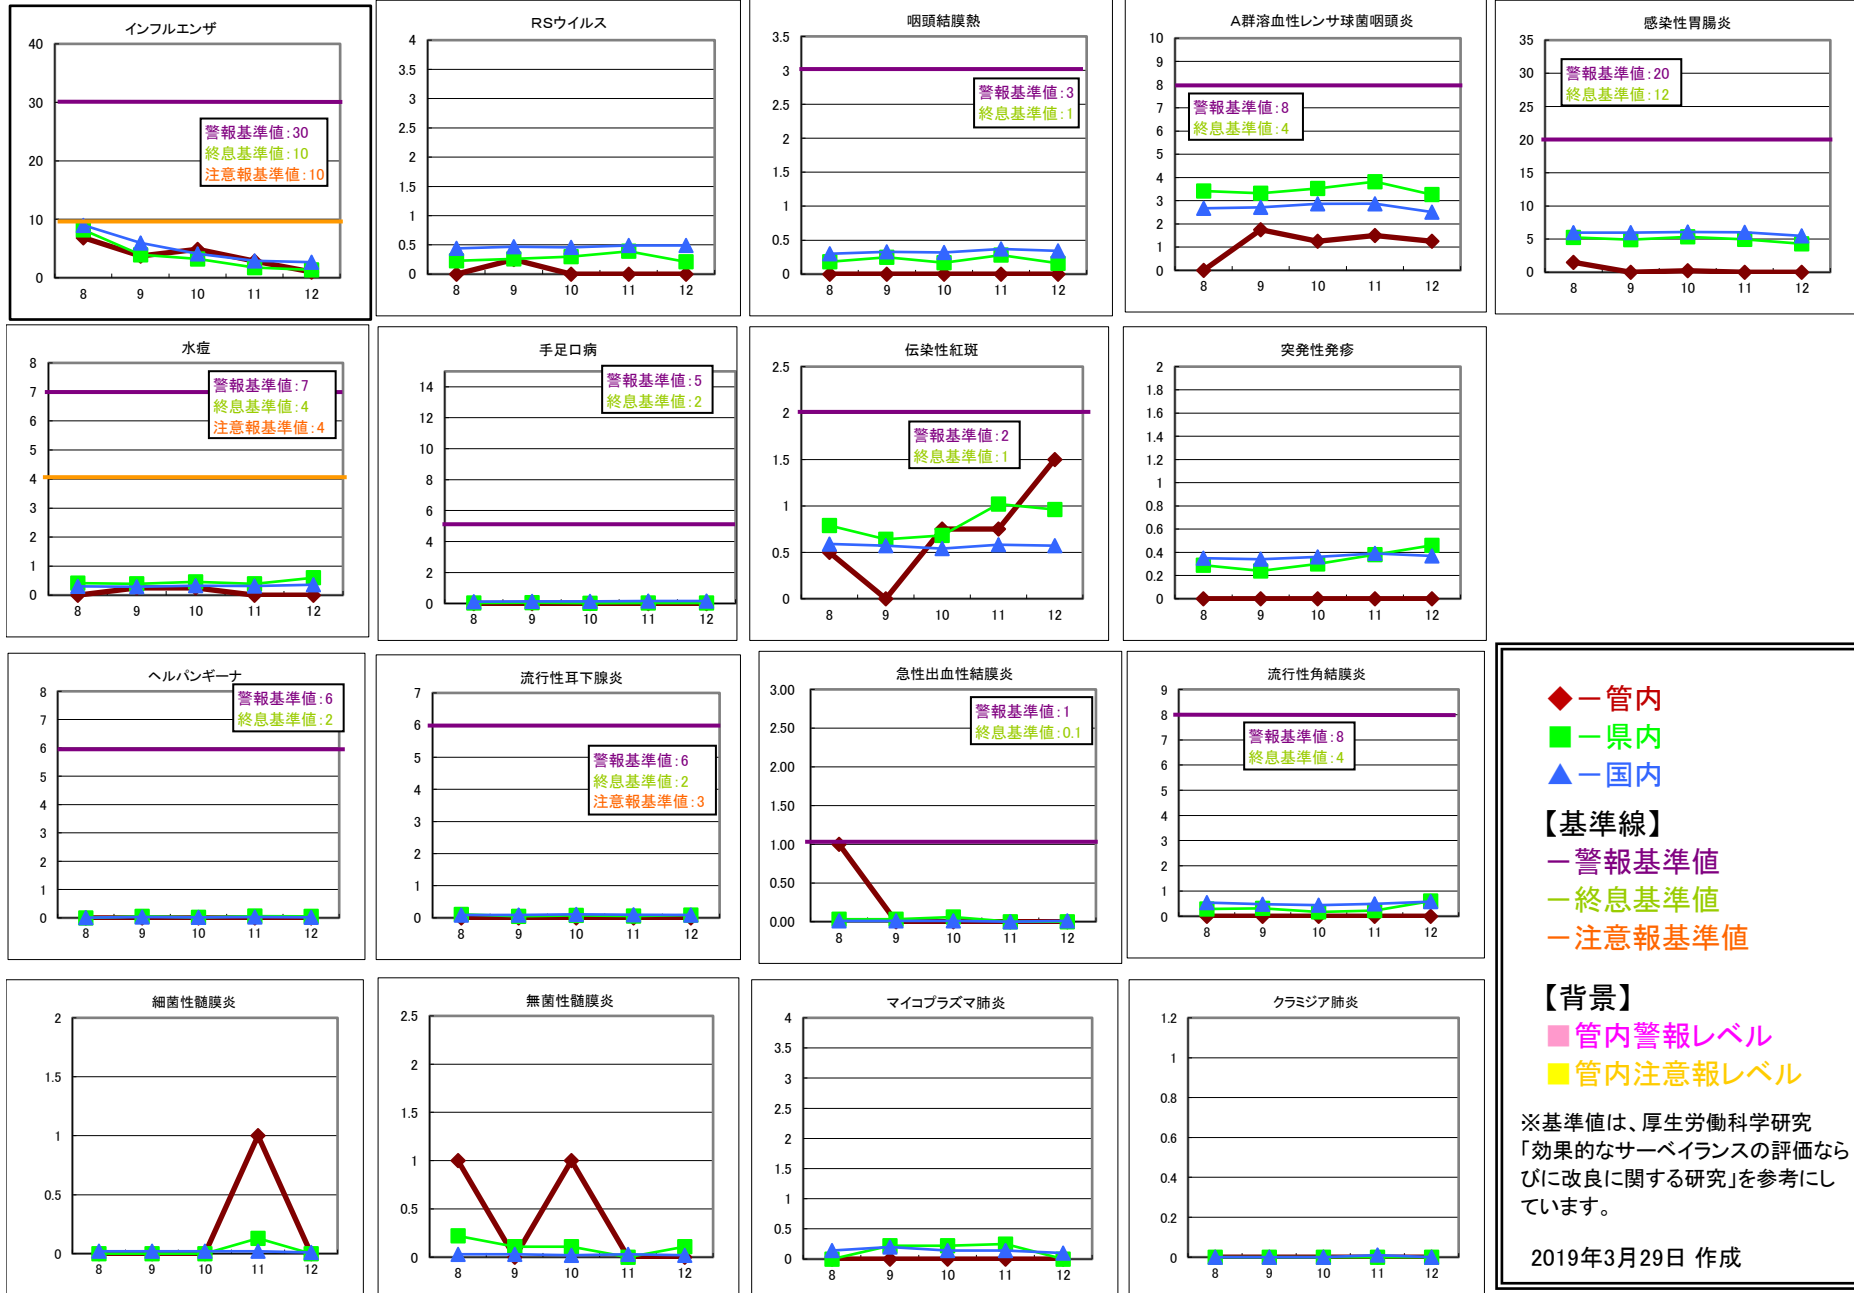 インフルエンザ
40
30
20
10
0
警報基準値:30
終息基準値:10
注意報基準値:10
8 9 10 11 12
RSウイルス
4
3.5
3
2.5
2
1.5
1
0.5
0
8 9 10 11 12
咽頭結膜熱
3.5
3
2.5
2
1.5
1
0.5
0
警報基準値:3
終息基準値:1
8 9 10 11 12
A群溶血性レンサ球菌咽頭炎
10
9
8
7
6
5
4
3
2
1
0
警報基準値:8
終息基準値:4
8 9 10 11 12
感染性胃腸炎
35
30
25
20
15
10
5
0
警報基準値:20
終息基準値:12
8 9 10 11 12
水痘
8
7
6
5
4
3
2
1
0
警報基準値:7
終息基準値:4
注意報基準値:4
8 9 10 11 12
手足口病
14
12
10
8
6
4
2
0
警報基準値:5
終息基準値:2
8 9 10 11 12
伝染性紅斑
2.5
2
1.5
1
0.5
0
警報基準値:2
終息基準値:1
8 9 10 11 12
突発性発疹
2
1.8
1.6
1.4
1.2
1
0.8
0.6
0.4
0.2
0
8 9 10 11 12
ヘルパンギーナ
8
7
6
5
4
3
2
1
0
警報基準値:6
終息基準値:2
8 9 10 11 12
流行性耳下腺炎
7
6
5
4
3
2
1
0
警報基準値:6
終息基準値:2
注意報基準値:3
8 9 10 11 12
急性出血性結膜炎
3.00
2.50
2.00
1.50
1.00
0.50
0.00
警報基準値:1
終息基準値:0.1
8 9 10 11 12
流行性角結膜炎
9
8
7
6
5
4
3
2
1
0
警報基準値:8
終息基準値:4
8 9 10 11 12
細菌性髄膜炎
2
1.5
1
0.5
0
8 9 10 11 12
無菌性髄膜炎
2.5
2
1.5
1
0.5
0
8 9 10 11 12
マイコプラズマ肺炎
4
3.5
3
2.5
2
1.5
1
0.5
0
8 9 10 11 12
クラミジア肺炎
1.2
1
0.8
0.6
0.4
0.2
0
8 9 10 11 12
◆ー管内
■ー県内
▲ー国内
【基準線】
ー警報基準値
ー終息基準値
ー注意報基準値
【背景】
■管内警報レベル
■管内注意報レベル
※基準値は、厚生労働科学研究
「効果的なサーベイランスの評価なら
びに改良に関する研究」を参考にし
ています。
2019年3月29日 作成